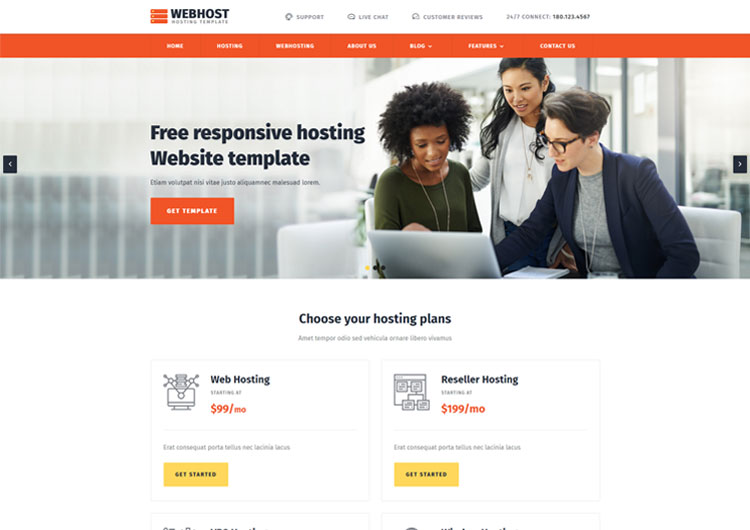 WEBHOST
HOSTING TEMPLATE
SUPPORT
LIVE CHAT
CUSTOMER REVIEWS
24/7 CONNECT: 180.123.4567
HOME
HOSTING
WEBHOSTING
ABOUT US
BLOG
FEATURES
CONTACT US
Free responsive hosting
Website template
Etiam volutpat nisi vitae justo aliquamnec malesuad lorem.
GET TEMPLATE
Choose your hosting plans
Amet tempor odio sed vehicula ornare libero vivamus
Web Hosting
STARTING AT
$99/mo
Erat consequat porta tellus nec lacinia lacus
GET STARTED
Reseller Hosting
STARTING AT
$199/mo
Erat consequat porta tellus nec lacinia lacus
GET STARTED